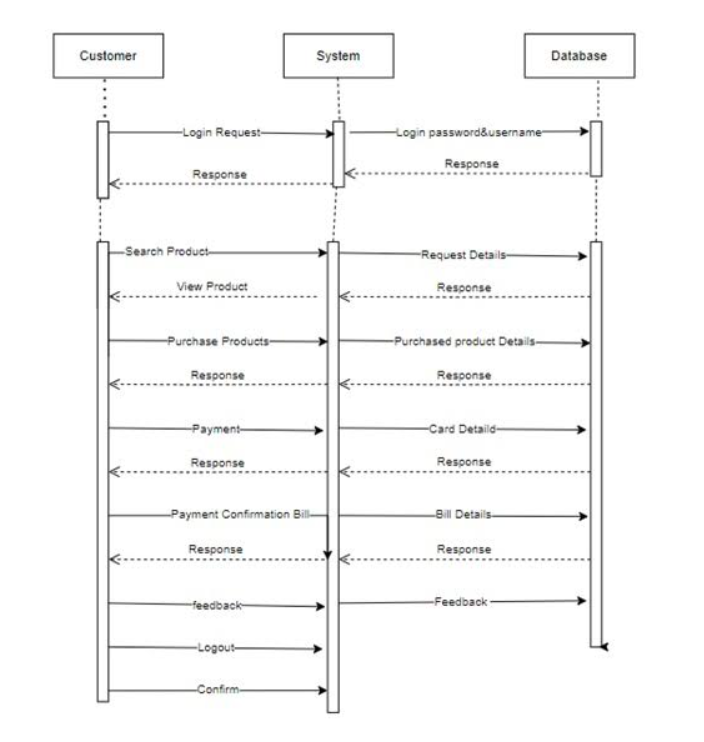 Customer
System
Database
Login Request
Login password&username
Response
Response
Search Product
Request Details
View Product
Response
Purchase Products
Purchased product Details
Response
Response
Payment
Card Detaild
Response
Response
Payment Confirmation Bill
Bill Details
Response
Response
feedback
Feedback
Logout
Confirm